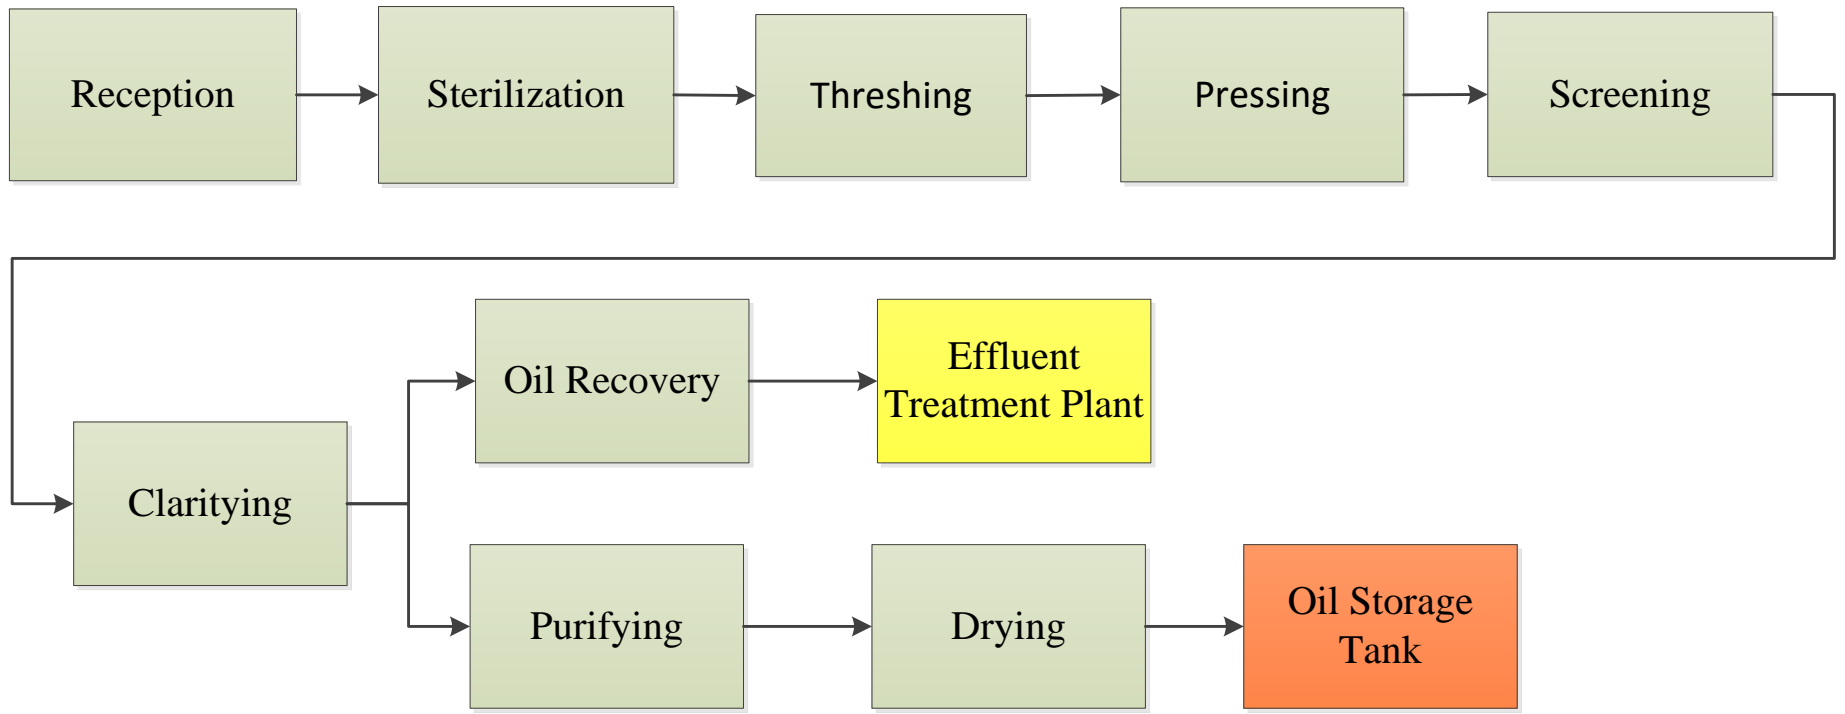 Reception
Sterilization
Threshing
Pressing
Screening
Oil Recovery
Effluent
Treatment Plant
Claritying
Purifying
Drying
Oil Storage
Tank